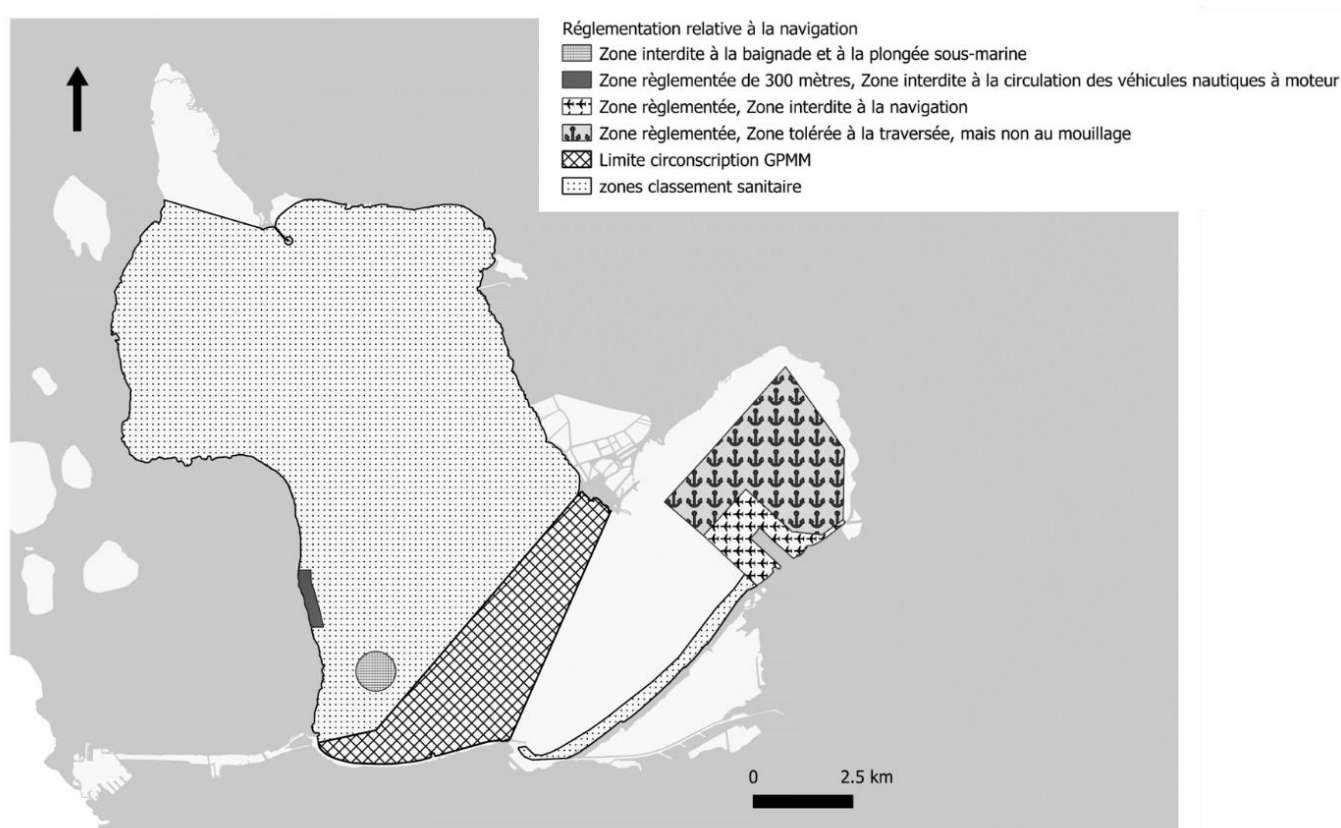 Réglementation relative à la navigation
Zone interdite à la baignade et à la plongée sous-marine
Zone règlementée de 300 mètres, Zone interdite à la circulation des véhicules nautiques à moteur
Zone règlementée, Zone interdite à la navigation
Zone règlementée, Zone tolérée à la traversée, mais non au mouillage
Limite circonscription GPMM
zones classement sanitaire
0 2.5 km